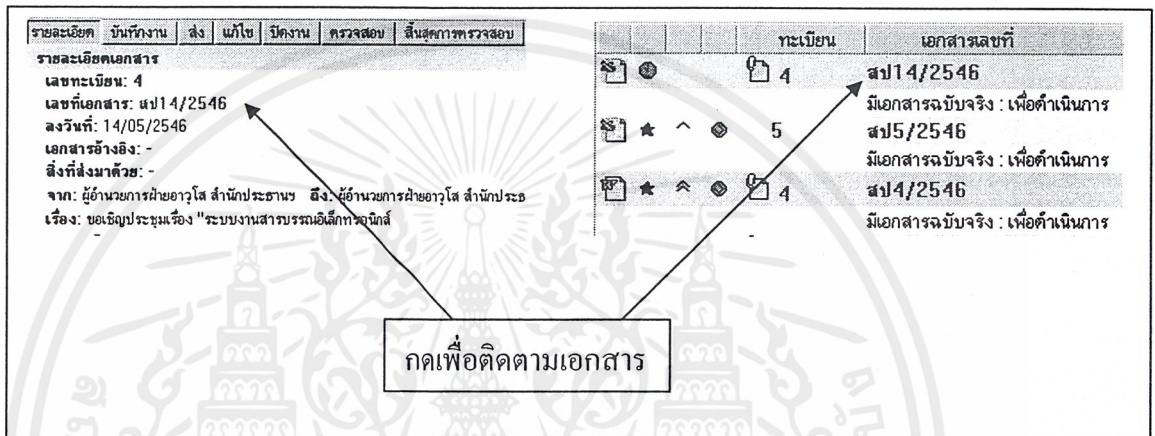 รายละเอียด บันทึกงาน ส่ง แก้ไข ปิดงาน ตรวจสอบ สิ้นสุดการตรวจสอบ
รายละเอียดเอกสาร
เลขทะเบียน: 4
เลขที่เอกสาร: สป14/2546
ลงวันที่: 14/05/2546
เอกสารอ้างอิง: -
สิ่งที่ส่งมาด้วย: -
จาก: ผู้อำนวยการฝ่ายอาวุโส สำนักประธานฯ ถึง: ผู้อำนวยการฝ่ายอาวุโส สำนักประธ
เรื่อง: ขอเชิญประชุมเรื่อง "ระบบงานสารบรรณอิเล็กทรอนิกส์
ทะเบียน เอกสารเลขที่
4 สป14/2546
มีเอกสารฉบับจริง : เพื่อดำเนินการ
5 สป5/2546
มีเอกสารฉบับจริง : เพื่อดำเนินการ
4 สป4/2546
มีเอกสารฉบับจริง : เพื่อดำเนินการ
กดเพื่อติดตามเอกสาร